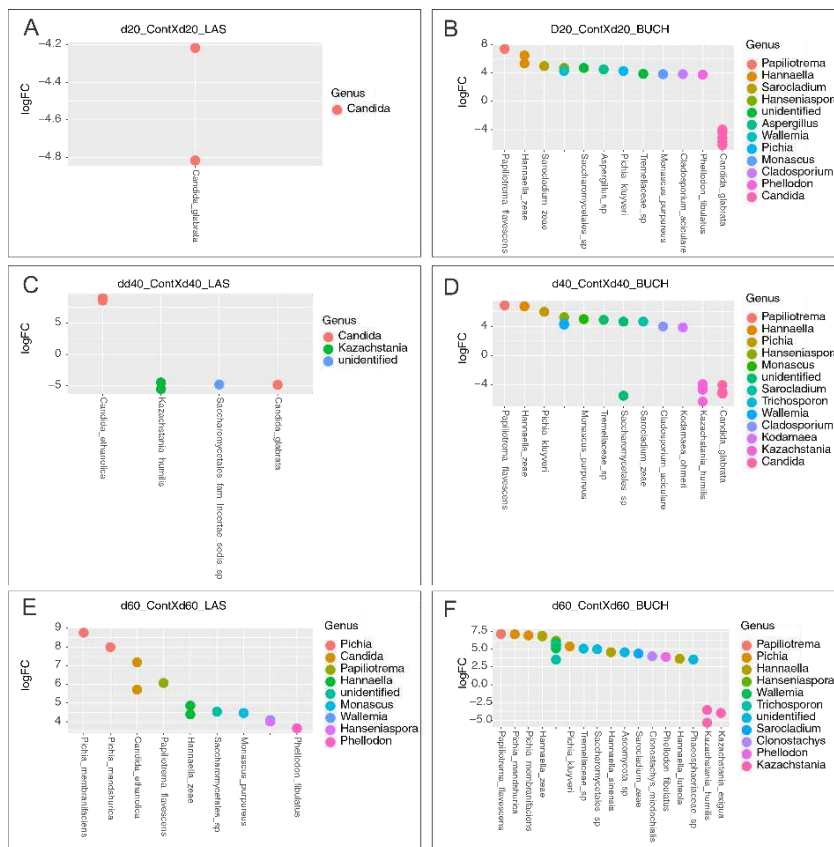 A
d20_ContXd20_LAS
logFC
−4.2
−4.4
−4.6
−4.8
Candida_glabrata
Genus
Candida
B
D20_ContXd20_BUCH
logFC
8
4
0
−4
Papiliotrema_flavescens
Hannaella_zeae
Sarocladium_zeae
Saccharomycetales_sp
Aspergillus_sp
Pichia_kluyveri
Tremellaceae_sp
Monascus_purpureus
Cladosporium_aciculare
Phellodon_fibulatus
Candida_glabrata
Genus
Papiliotrema
Hannaella
Sarocladium
Hanseniaspora
unidentified
Aspergillus
Wallemia
Pichia
Monascus
Cladosporium
Phellodon
Candida
C
dd40_ContXd40_LAS
logFC
5
0
−5
Candida_ethanolica
Kazachstania_humilis
Saccharomycetales_fam_Incertae_sedis_sp
Candida_glabrata
Genus
Candida
Kazachstania
unidentified
D
d40_ContXd40_BUCH
logFC
4
0
−4
Papiliotrema_flavescens
Hannaella_zeae
Pichia_kluyveri
Monascus_purpureus
Tremellaceae_sp
Saccharomycetales_sp
Sarocladium_zeae
Cladosporium_aciculare
Kodamaea_ohmeri
Kazachstania_humilis
Candida_glabrata
Genus
Papiliotrema
Hannaella
Pichia
Hanseniaspora
Monascus
unidentified
Sarocladium
Trichosporon
Wallemia
Cladosporium
Kodamaea
Kazachstania
Candida
E
d60_ContXd60_LAS
logFC
9
8
7
6
5
4
Pichia_membranifaciens
Pichia_mandshurica
Candida_ethanolica
Papiliotrema_flavescens
Hannaella_zeae
Saccharomycetales_sp
Monascus_purpureus
Phellodon_fibulatus
Genus
Pichia
Candida
Papiliotrema
Hannaella
unidentified
Monascus
Wallemia
Hanseniaspora
Phellodon
F
d60_ContXd60_BUCH
logFC
7.5
5.0
2.5
0.0
−2.5
−5.0
Papiliotrema_flavescens
Pichia_mandshurica
Pichia_membranifaciens
Hannaella_zeae
Pichia_kluyveri
Tremellaceae_sp
Saccharomycetales_sp
Hannaella_sinensis
Ascomycota_sp
Sarocladium_zeae
Clonostachys_miodochialis
Phellodon_fibulatus
Hannaella_luteola
Phaeosphaeriaceae_sp
Kazachstania_humilis
Kazachstania_exigua
Genus
Papiliotrema
Pichia
Hannaella
Hanseniaspora
Wallemia
Trichosporon
unidentified
Sarocladium
Clonostachys
Phellodon
Kazachstania